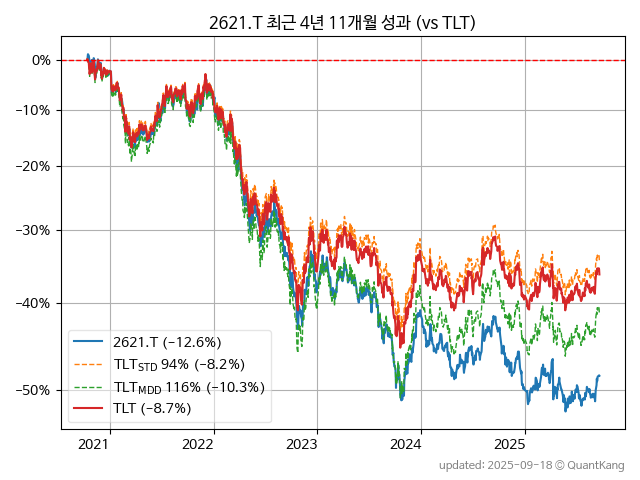 2621.T 최근 4년 11개월 성과 (vs TLT)
0%
−10%
−20%
−30%
−40%
−50%
2621.T (−12.6%)
TLTSTD 94% (−8.2%)
TLTMDD 116% (−10.3%)
TLT (−8.7%)
2021 2022 2023 2024 2025
updated: 2025-09-18 © QuantKang